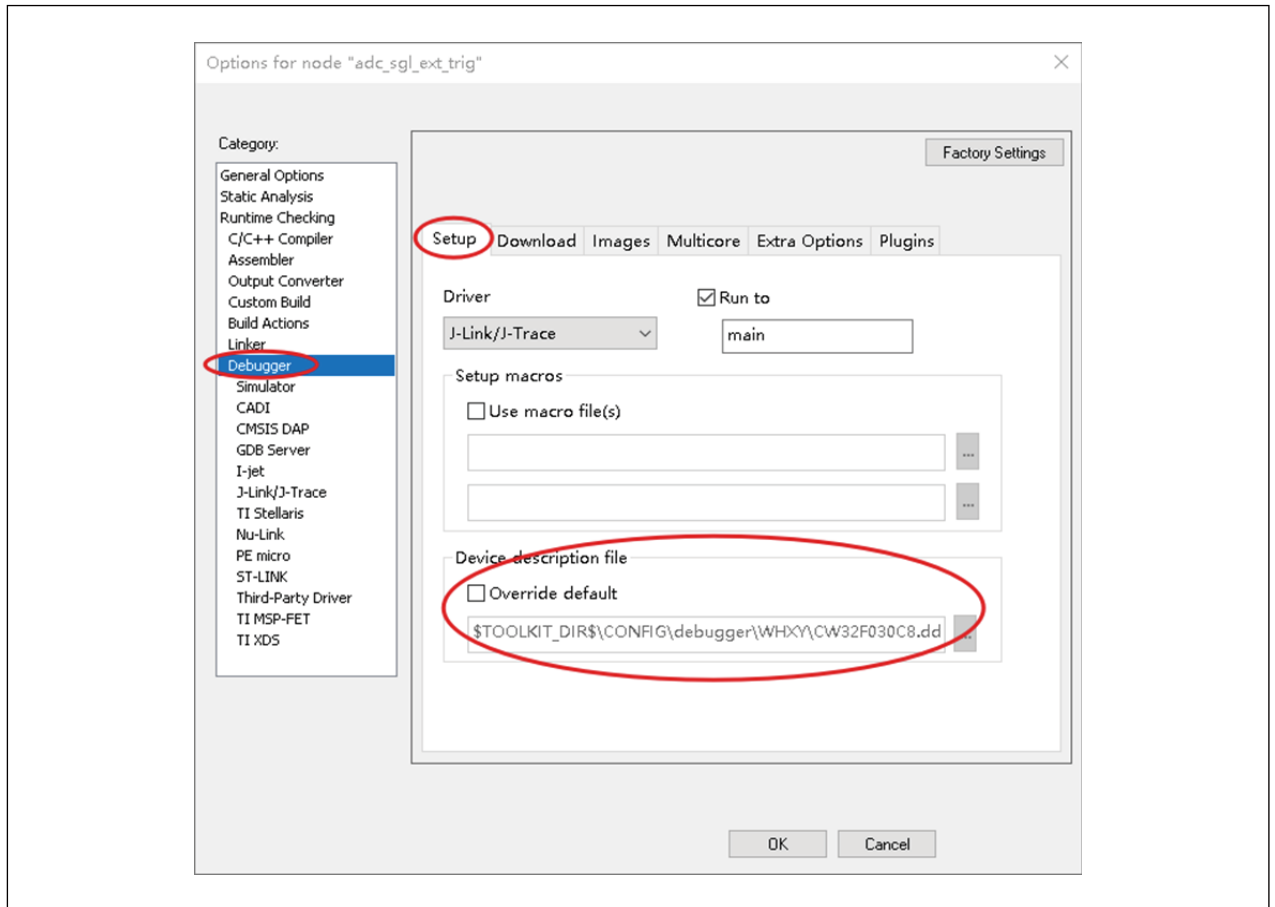 Options for node "adc_sgl_ext_trig"
Category:
Factory Settings
General Options
Static Analysis
Runtime Checking
C/C++ Compiler
Assembler
Output Converter
Custom Build
Build Actions
Linker
Debugger
Simulator
CADI
CMSIS DAP
GDB Server
I-jet
J-Link/J-Trace
TI Stellaris
Nu-Link
PE micro
ST-LINK
Third-Party Driver
TI MSP-FET
TI XDS
Setup Download Images Multicore Extra Options Plugins
Driver
Run to
J-Link/J-Trace
main
Setup macros
Use macro file(s)
...
...
Device description file
Override default
$TOOLKIT_DIR$\CONFIG\debugger\WHXY\CW32F030C8.dd
...
OK Cancel